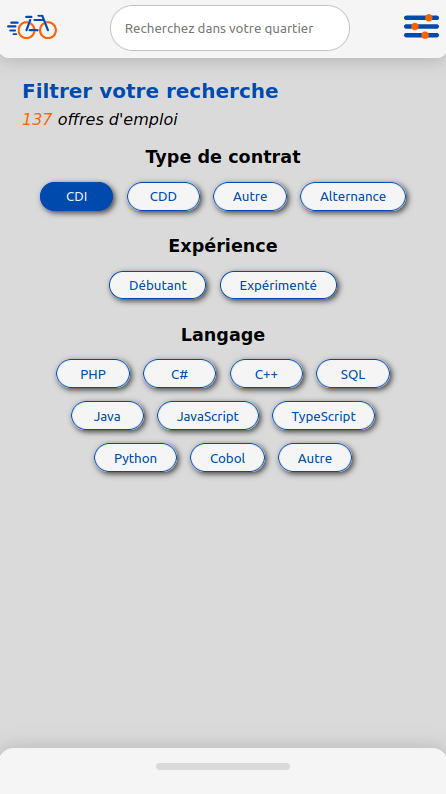 Recherchez dans votre quartier
Filtrer votre recherche
137 offres d'emploi
Type de contrat
CDI CDD Autre Alternance
Expérience
Débutant Expérimenté
Langage
PHP C# C++ SQL
Java JavaScript TypeScript
Python Cobol Autre